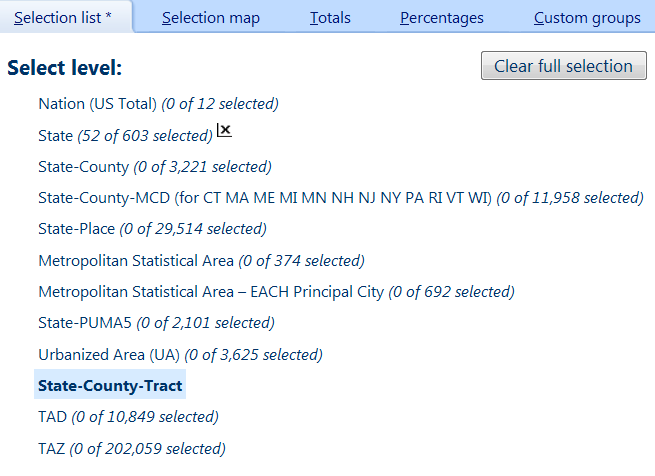 Selection list * Selection map Totals Percentages Custom groups
Select level: Clear full selection
Nation (US Total) (0 of 12 selected)
State (52 of 603 selected)
State-County (0 of 3,221 selected)
State-County-MCD (for CT MA ME MI MN NH NJ NY PA RI VT WI) (0 of 11,958 selected)
State-Place (0 of 29,514 selected)
Metropolitan Statistical Area (0 of 374 selected)
Metropolitan Statistical Area – EACH Principal City (0 of 692 selected)
State-PUMA5 (0 of 2,101 selected)
Urbanized Area (UA) (0 of 3,625 selected)
State-County-Tract
TAD (0 of 10,849 selected)
TAZ (0 of 202,059 selected)